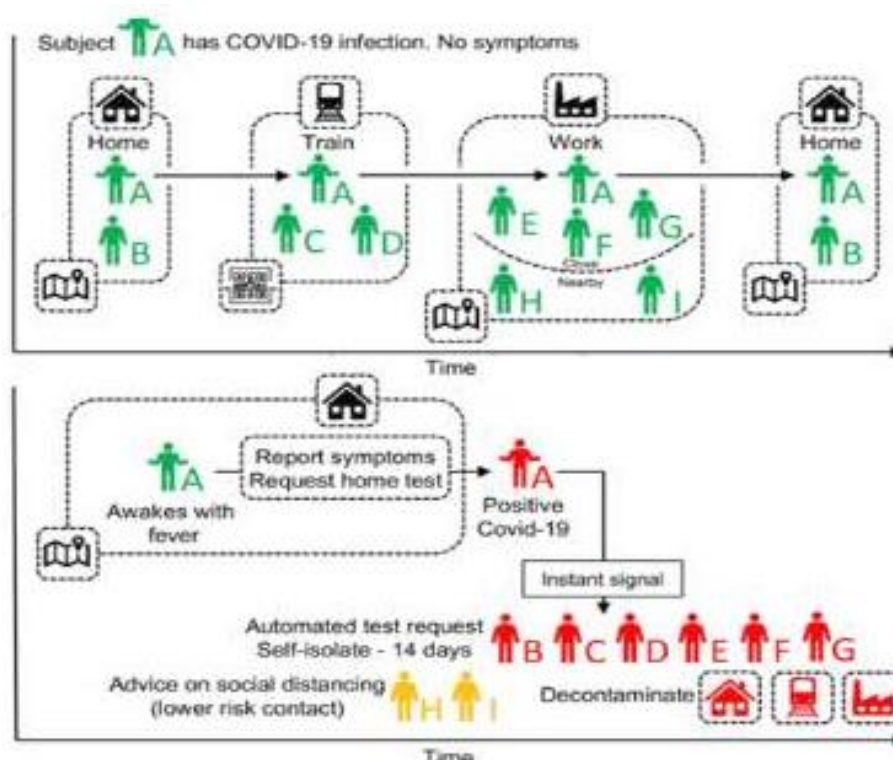 Subject A has COVID-19 infection. No symptoms
Home Train Work Home
A A A A
B C D E F G B
Close
Nearby
H I
Time
Report symptoms
A Request home test A
Awakes with
fever
Positive
Covid-19
Instant signal
Automated test request
Self-isolate - 14 days B C D E F G
Advice on social distancing
(lower risk contact) H I Decontaminate
Time